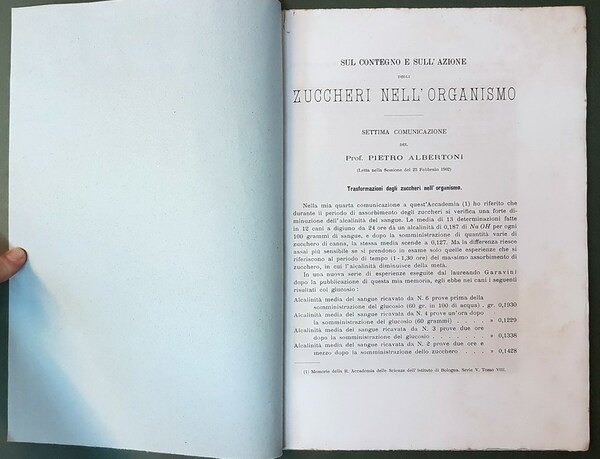 SUL CONTEGNO E SULL'AZIONE
DEGLI
ZUCCHERI NELL'ORGANISMO
SETTIMA COMUNICAZIONE
DEL
Prof. PIETRO ALBERTONI
(Letta nella Sessione del 23 Febbraio 1902)
Trasformazioni degli zuccheri nell'organismo.
Nella mia quarta comunicazione a quest'Accademia (1) ho riferito che
durante il periodo di assorbimento degli zuccheri si verifica una forte di-
minuzione dell'alcalinità del sangue. Le media di 13 determinazioni fatte
in 12 cani a digiuno da 24 ore dà un alcalinità di 0,187 di Na OH per ogni
100 grammi di sangue, e dopo la somministrazione di quantità varie di
zucchero di canna, la stessa media scende a 0,127. Ma la differenza riesce
assai più sensibile se si prendono in esame solo quelle esperienze che si
riferiscono al periodo di tempo (1-1,30 ore) del massimo assorbimento di
zucchero, in cui l'alcalinità diminuisce della metà.
In una nuova serie di esperienze eseguite dal laureando Garavini
dopo la pubblicazione di questa mia memoria, egli ebbe nei cani i seguenti
risultati col glucosio:
Alcalinità media del sangue ricavato da N. 6 prove prima della
somministrazione del glucosio (60 gr. in 100 di acqua) . gr. 0,1930
Alcalinità media del sangue ricavata da N. 4 prove un'ora dopo
la somministrazione del glucosio (60 grammi) . . . . . » 0,1229
Alcalinità media del sangue ricavata da N. 3 prove due ore
dopo la somministrazione del glucosio . . . . . . . . » 0,1338
Alcalinità media del sangue ricavata da N. 2 prove due ore e
mezzo dopo la somministrazione dello zucchero . . . . » 0,1428
(1) Memorie della R. Accademia delle Scienze dell'Istituto di Bologna. Serie V. Tomo VIII.